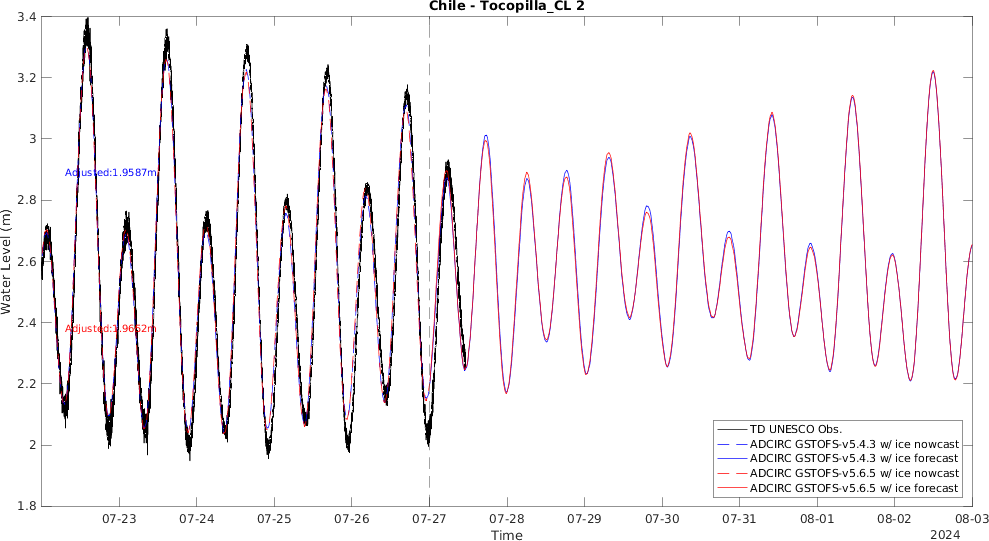 Chile - Tocopilla_CL 2
Water Level (m)
3.4
3.2
3
2.8
2.6
2.4
2.2
2
1.8
Adjusted:1.9587m
Adjusted:1.9652m
TD UNESCO Obs.
ADCIRC GSTOFS-v5.4.3 w/ ice nowcast
ADCIRC GSTOFS-v5.4.3 w/ ice forecast
ADCIRC GSTOFS-v5.6.5 w/ ice nowcast
ADCIRC GSTOFS-v5.6.5 w/ ice forecast
07-23 07-24 07-25 07-26 07-27 07-28 07-29 07-30 07-31 08-01 08-02 08-03
Time
2024